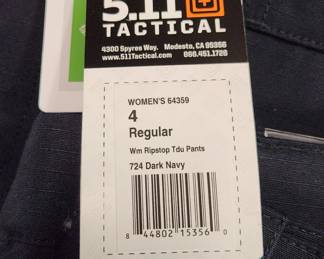 5.11
TACTICAL
4300 Spyres Way. Modesto, CA 95356
www.511Tactical.com 866.451.1726
WOMEN'S 64359
4
Regular
Wm Ripstop Tdu Pants
724 Dark Navy
8 44802 15356 0